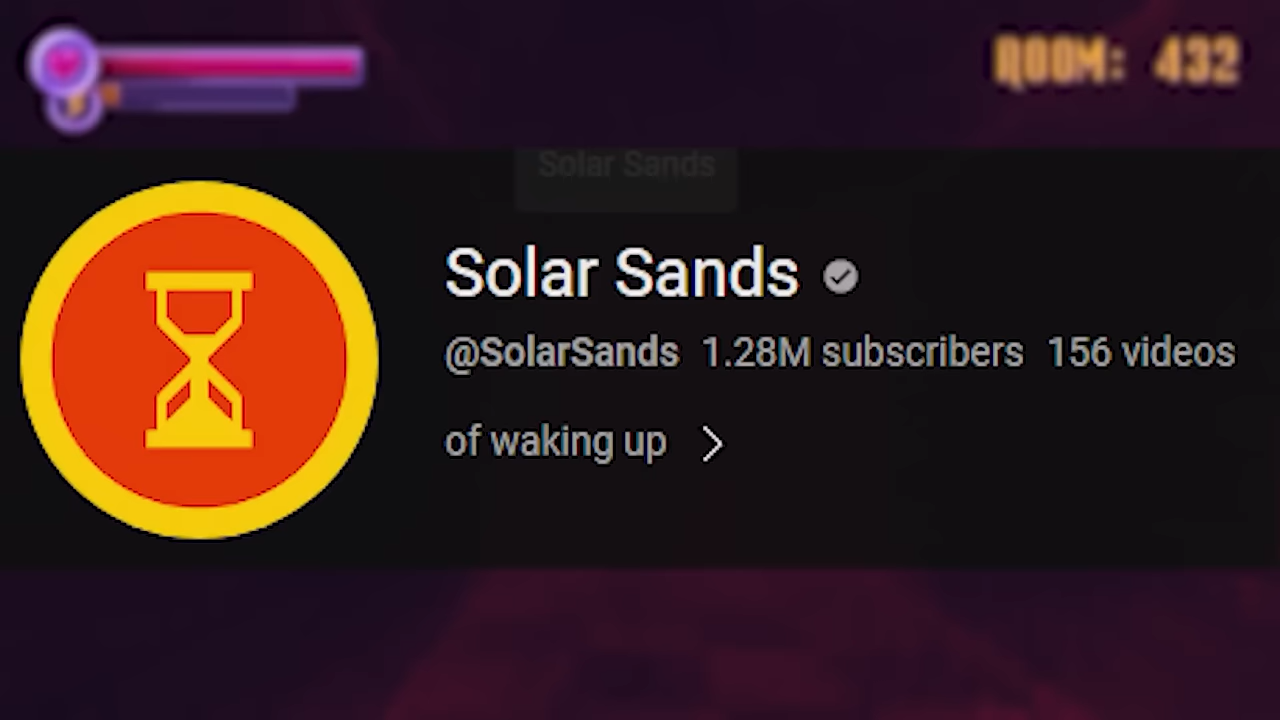 ROOM: 432
Solar Sands
Solar Sands
@SolarSands 1.28M subscribers 156 videos
of waking up